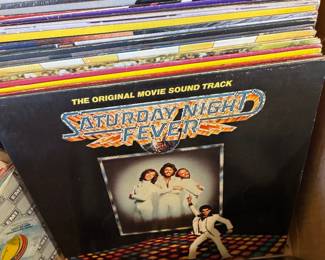 THE ORIGINAL MOVIE SOUND TRACK
SATURDAY NIGHT
FEVER